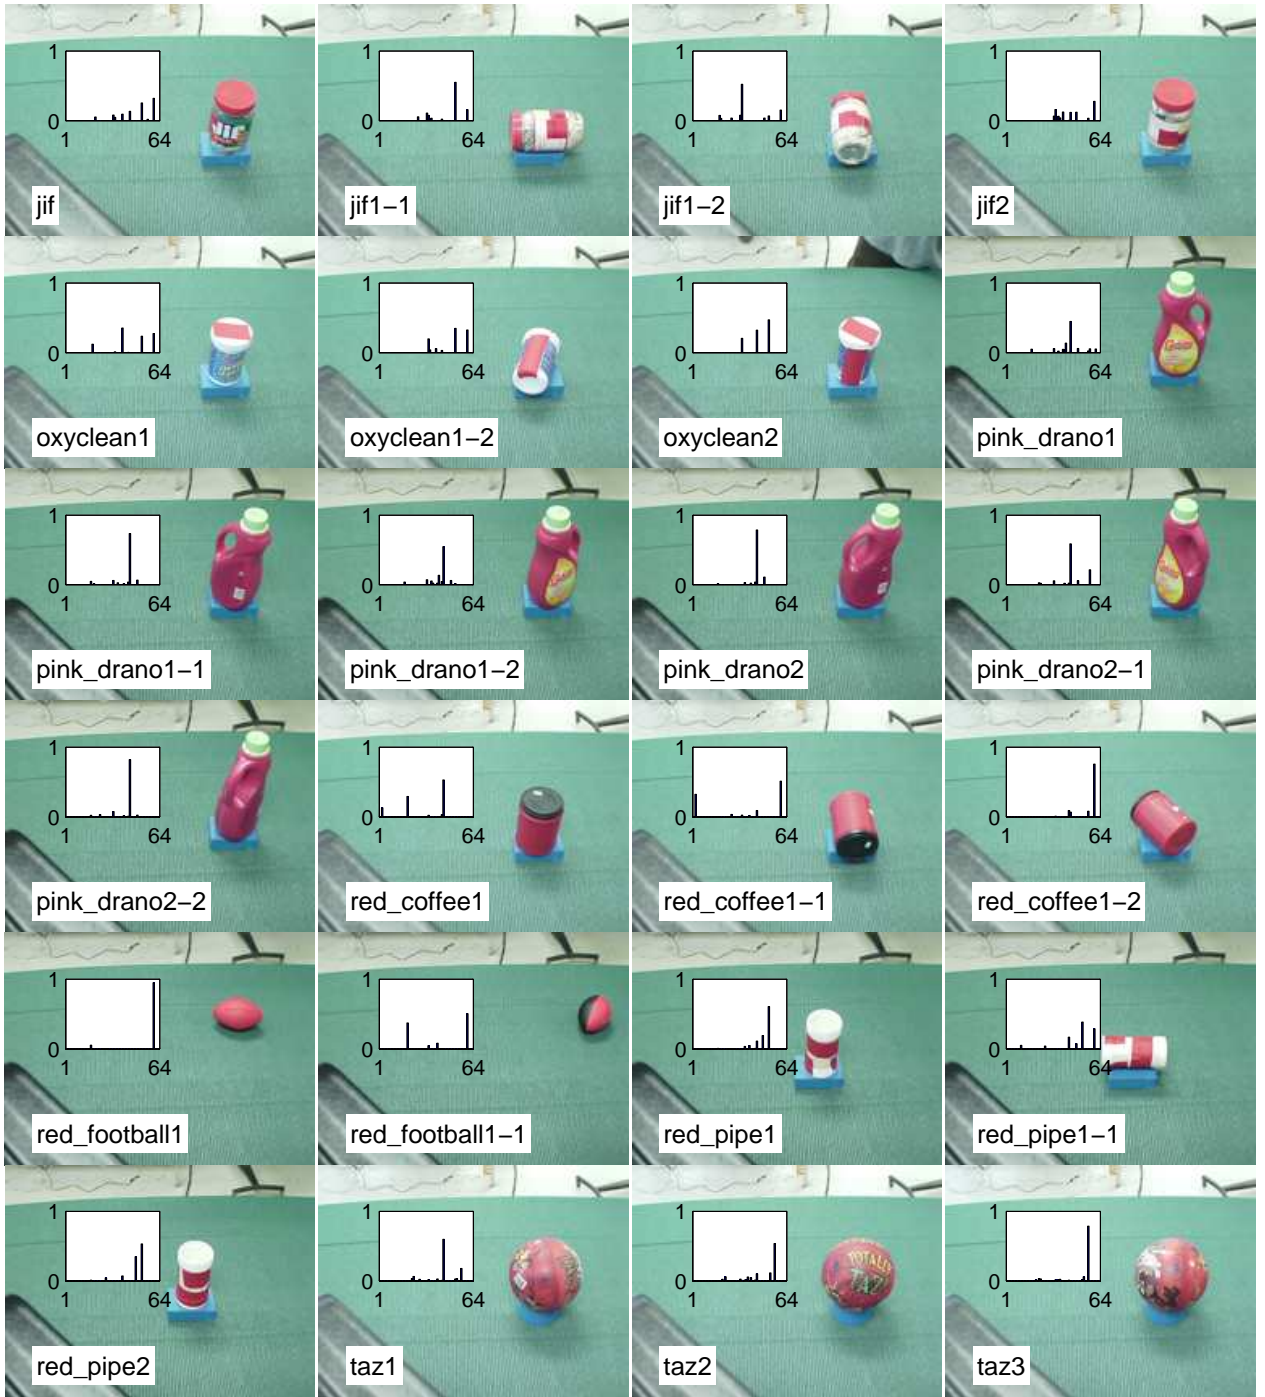 1
0
1 64
JIF
jif
1
0
1 64
jif1−1
1
0
1 64
jif1−2
1
0
1 64
jif2
1
0
1 64
oxyclean1
1
0
1 64
oxyclean1−2
1
0
1 64
oxyclean2
1
0
1 64
pink_drano1
1
0
1 64
pink_drano1−1
1
0
1 64
pink_drano1−2
1
0
1 64
pink_drano2
1
0
1 64
pink_drano2−1
1
0
1 64
pink_drano2−2
1
0
1 64
red_coffee1
1
0
1 64
red_coffee1−1
1
0
1 64
red_coffee1−2
1
0
1 64
red_football1
1
0
1 64
red_football1−1
1
0
1 64
red_pipe1
1
0
1 64
red_pipe1−1
1
0
1 64
red_pipe2
1
0
1 64
taz1
1
0
1 64
TOTALLY
TAZ
taz2
1
0
1 64
taz3